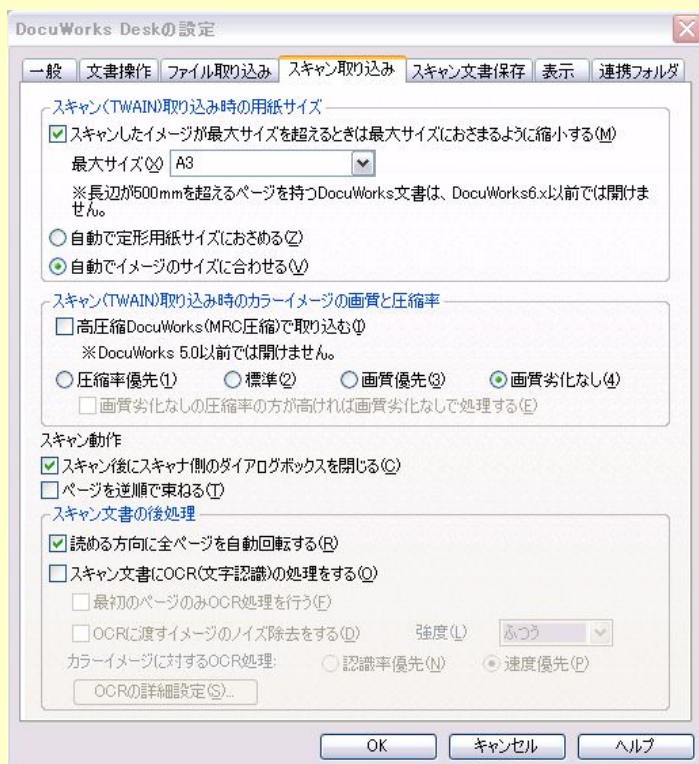 DocuWorks Deskの設定
一般 文書操作 ファイル取り込み スキャン取り込み スキャン文書保存 表示 連携フォルダ
スキャン(TWAIN)取り込み時の用紙サイズ
スキャンしたイメージが最大サイズを超えるときは最大サイズにおさまるように縮小する(M)
最大サイズ(X) A3
※長辺が500mmを超えるページを持つDocuWorks文書は、DocuWorks6.x以前では開けま
せん。
自動で定形用紙サイズにおさめる(Z)
自動でイメージのサイズに合わせる(V)
スキャン(TWAIN)取り込み時のカラーイメージの画質と圧縮率
高圧縮DocuWorks(MRC圧縮)で取り込む(I)
※DocuWorks 5.0以前では開けません。
圧縮率優先(1) 標準(2) 画質優先(3) 画質劣化なし(4)
画質劣化なしの圧縮率の方が高ければ画質劣化なしで処理する(E)
スキャン動作
スキャン後にスキャナ側のダイアログボックスを閉じる(C)
ページを逆順で束ねる(T)
スキャン文書の後処理
読める方向に全ページを自動回転する(R)
スキャン文書にOCR(文字認識)の処理をする(O)
最初のページのみOCR処理を行う(F)
OCRに渡すイメージのノイズ除去をする(D) 強度(L) ふつう
カラーイメージに対するOCR処理: 認識率優先(N) 速度優先(P)
OCRの詳細設定(S)...
OK キャンセル ヘルプ